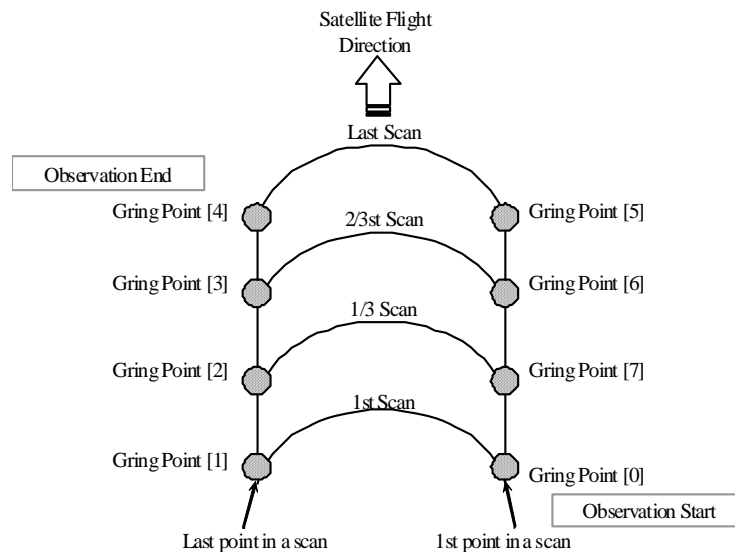 Satellite Flight
Direction
Last Scan
Observation End
Gring Point [4]
Gring Point [5]
2/3st Scan
Gring Point [3]
Gring Point [6]
1/3 Scan
Gring Point [2]
Gring Point [7]
1st Scan
Gring Point [1]
Gring Point [0]
Observation Start
Last point in a scan
1st point in a scan